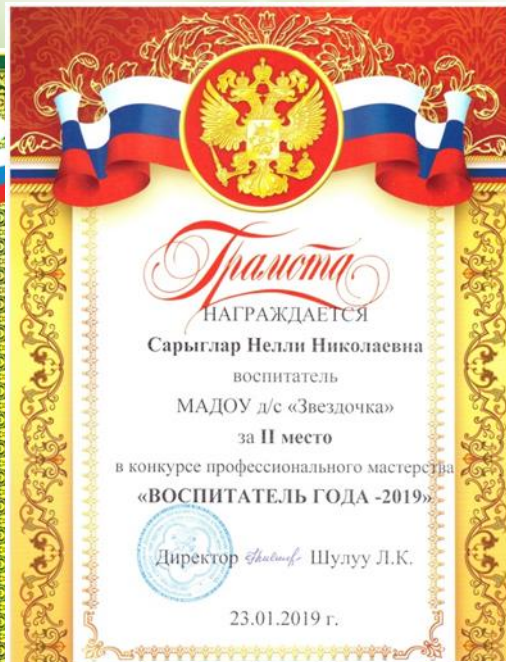 Грамота
НАГРАЖДАЕТСЯ
Сарыглар Нелли Николаевна
воспитатель
МАДОУ д/с «Звездочка»
за II место
в конкурсе профессионального мастерства
«ВОСПИТАТЕЛЬ ГОДА -2019»
Директор Шулуу Л.К.
23.01.2019 г.